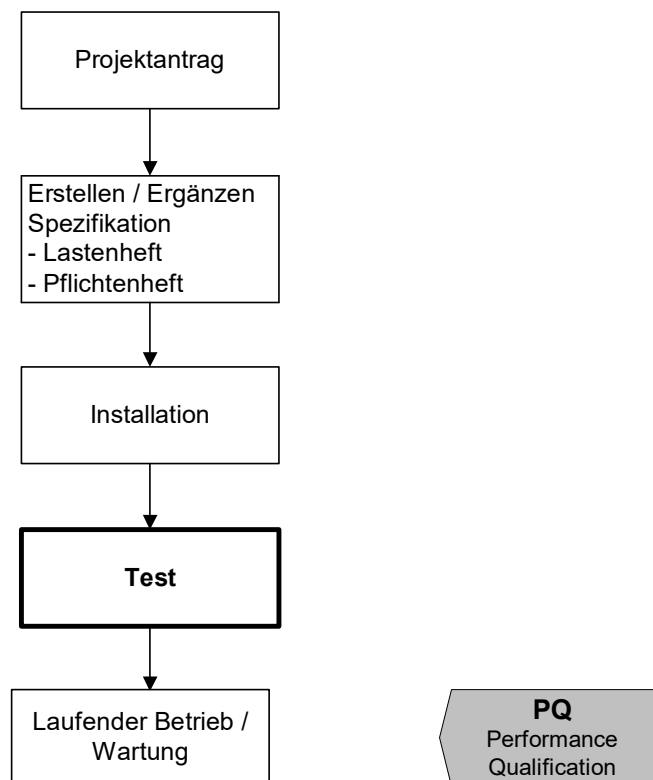 Projektantrag
Erstellen / Ergänzen
Spezifikation
- Lastenheft
- Pflichtenheft
Installation
Test
Laufender Betrieb /
Wartung
PQ
Performance
Qualification